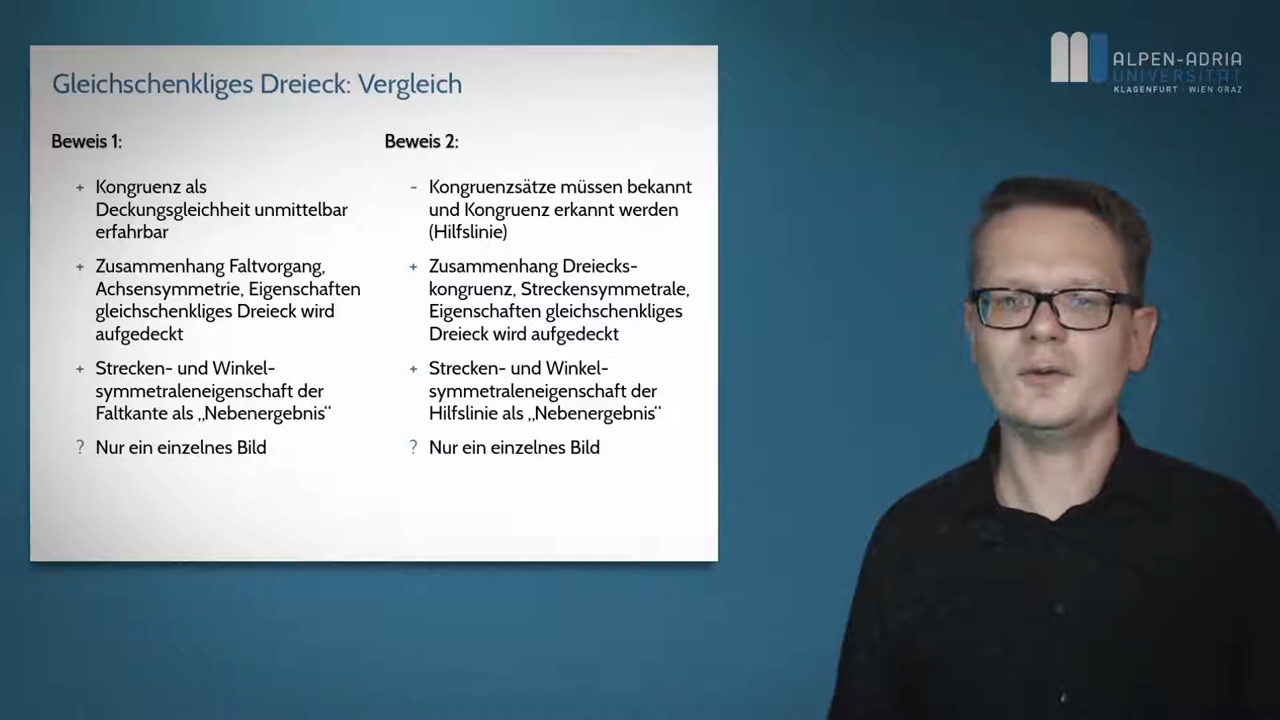 Gleichschenkliges Dreieck: Vergleich
Beweis 1:
+ Kongruenz als
Deckungsgleichheit unmittelbar
erfahrbar
+ Zusammenhang Faltvorgang,
Achsensymmetrie, Eigenschaften
gleichschenkliges Dreieck wird
aufgedeckt
+ Strecken- und Winkel-
symmetraleneigenschaft der
Faltkante als „Nebenergebnis“
? Nur ein einzelnes Bild
Beweis 2:
- Kongruenzsätze müssen bekannt
und Kongruenz erkannt werden
(Hilfslinie)
+ Zusammenhang Dreiecks-
kongruenz, Streckensymmetrale,
Eigenschaften gleichschenkliges
Dreieck wird aufgedeckt
+ Strecken- und Winkel-
symmetraleneigenschaft der
Hilfslinie als „Nebenergebnis“
? Nur ein einzelnes Bild
ALPEN-ADRIA
UNIVERSITÄT
KLAGENFURT | WIEN GRAZ